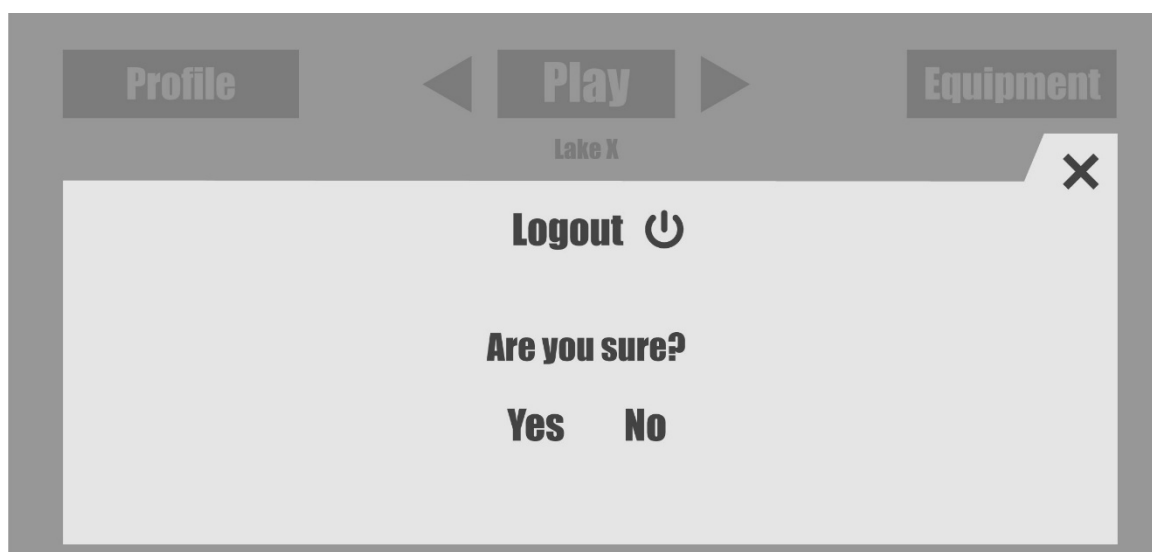 Profile
Play
Equipment
Lake X
Logout
Are you sure?
Yes No